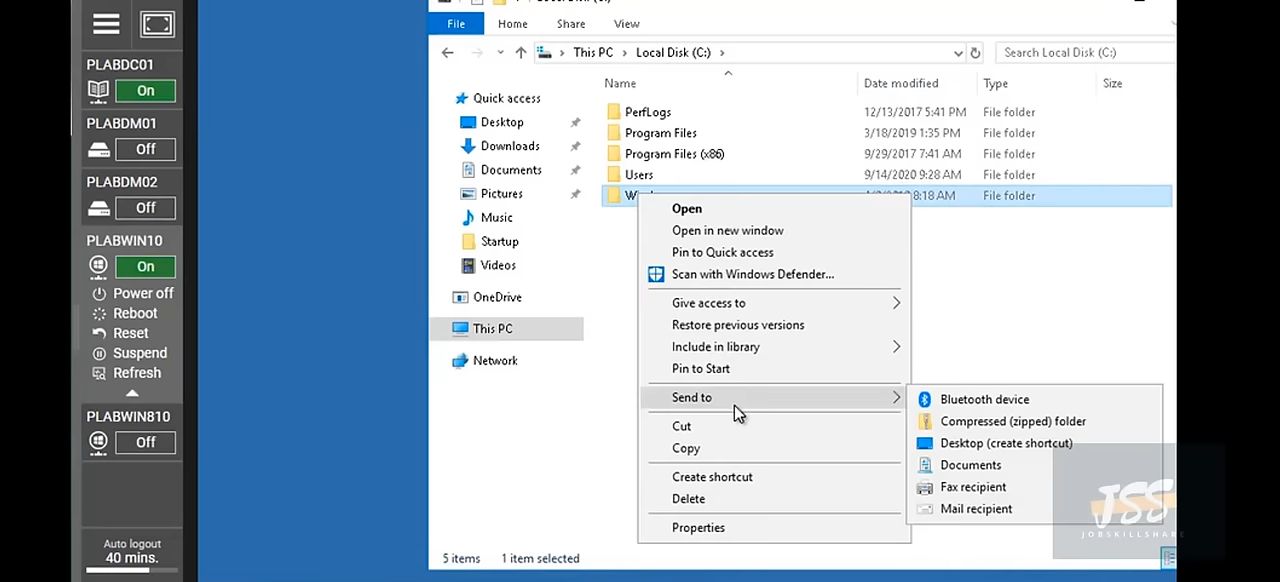 PLABDC01
On
PLABDM01
Off
PLABDM02
Off
PLABWIN10
On
Power off
Reboot
Reset
Suspend
Refresh
PLABWIN810
Off
Auto logout
40 mins.
File Home Share View
This PC Local Disk (C:)
Search Local Disk (C:)
Quick access
Desktop
Downloads
Documents
Pictures
Music
Startup
Videos
OneDrive
This PC
Network
Name Date modified Type Size
PerfLogs 12/13/2017 5:41 PM File folder
Program Files 3/18/2019 1:35 PM File folder
Program Files (x86) 9/29/2017 7:41 AM File folder
Users 9/14/2020 9:28 AM File folder
8:18 AM File folder
Open
Open in new window
Pin to Quick access
Scan with Windows Defender...
Give access to
Restore previous versions
Include in library
Pin to Start
Send to
Cut
Copy
Create shortcut
Delete
Properties
Bluetooth device
Compressed (zipped) folder
Desktop (create shortcut)
Documents
Fax recipient
Mail recipient
5 items 1 item selected
JSS
JOBSKILLSHARE